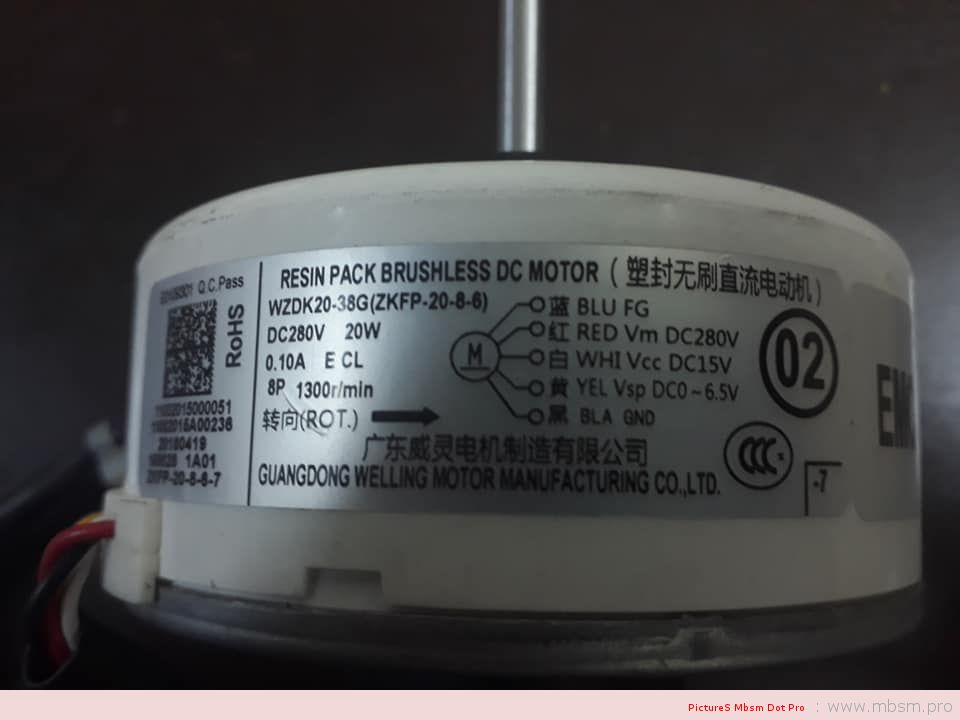 Q.C.Pass
RoHS
11002015000051
20180419
1A01
ZKFP-20-8-6-7
RESIN PACK BRUSHLESS DC MOTOR (塑封无刷直流电动机)
WZDK20-38G(ZKFP-20-8-6)
DC280V 20W
0.10A E CL
8P 1300r/min
转向(ROT.)
M
蓝 BLU FG
红 RED Vm DC280V
白 WHI Vcc DC15V
黄 YEL Vsp DC0~6.5V
黑 BLA GND
02
广东威灵电机制造有限公司
GUANGDONG WELLING MOTOR MANUFACTURING CO.,LTD.
CCC
-7
PictureS Mbsm Dot Pro : www.mbsm.pro